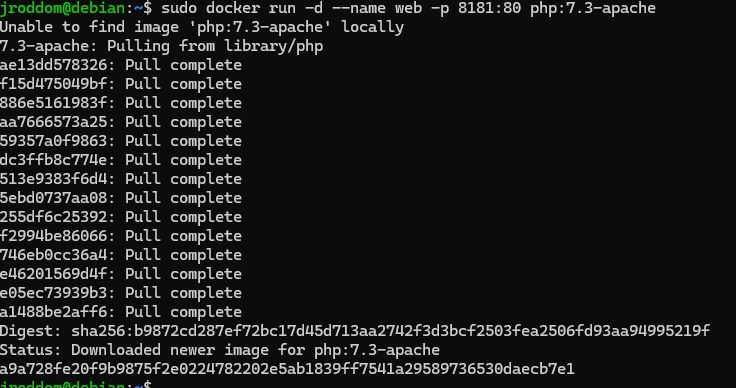 jroddom@debian:~$ sudo docker run -d --name web -p 8181:80 php:7.3-apache
Unable to find image 'php:7.3-apache' locally
7.3-apache: Pulling from library/php
ae13dd578326: Pull complete
f15d475049bf: Pull complete
886e5161983f: Pull complete
aa7666573a25: Pull complete
59357a0f9863: Pull complete
dc3ffb8c774e: Pull complete
513e9383f6d4: Pull complete
5ebd0737aa08: Pull complete
255df6c25392: Pull complete
f2994be86066: Pull complete
746eb0cc36a4: Pull complete
e46201569d4f: Pull complete
e05ec73939b3: Pull complete
a1488be2aff6: Pull complete
Digest: sha256:b9872cd287ef72bc17d45d713aa2742f3d3bcf2503fea2506fd93aa94995219f
Status: Downloaded newer image for php:7.3-apache
a9a728fe20f9b9875f2e0224782202e5ab1839ff7541a29589736530daecb7e1
jroddom@debian:~$